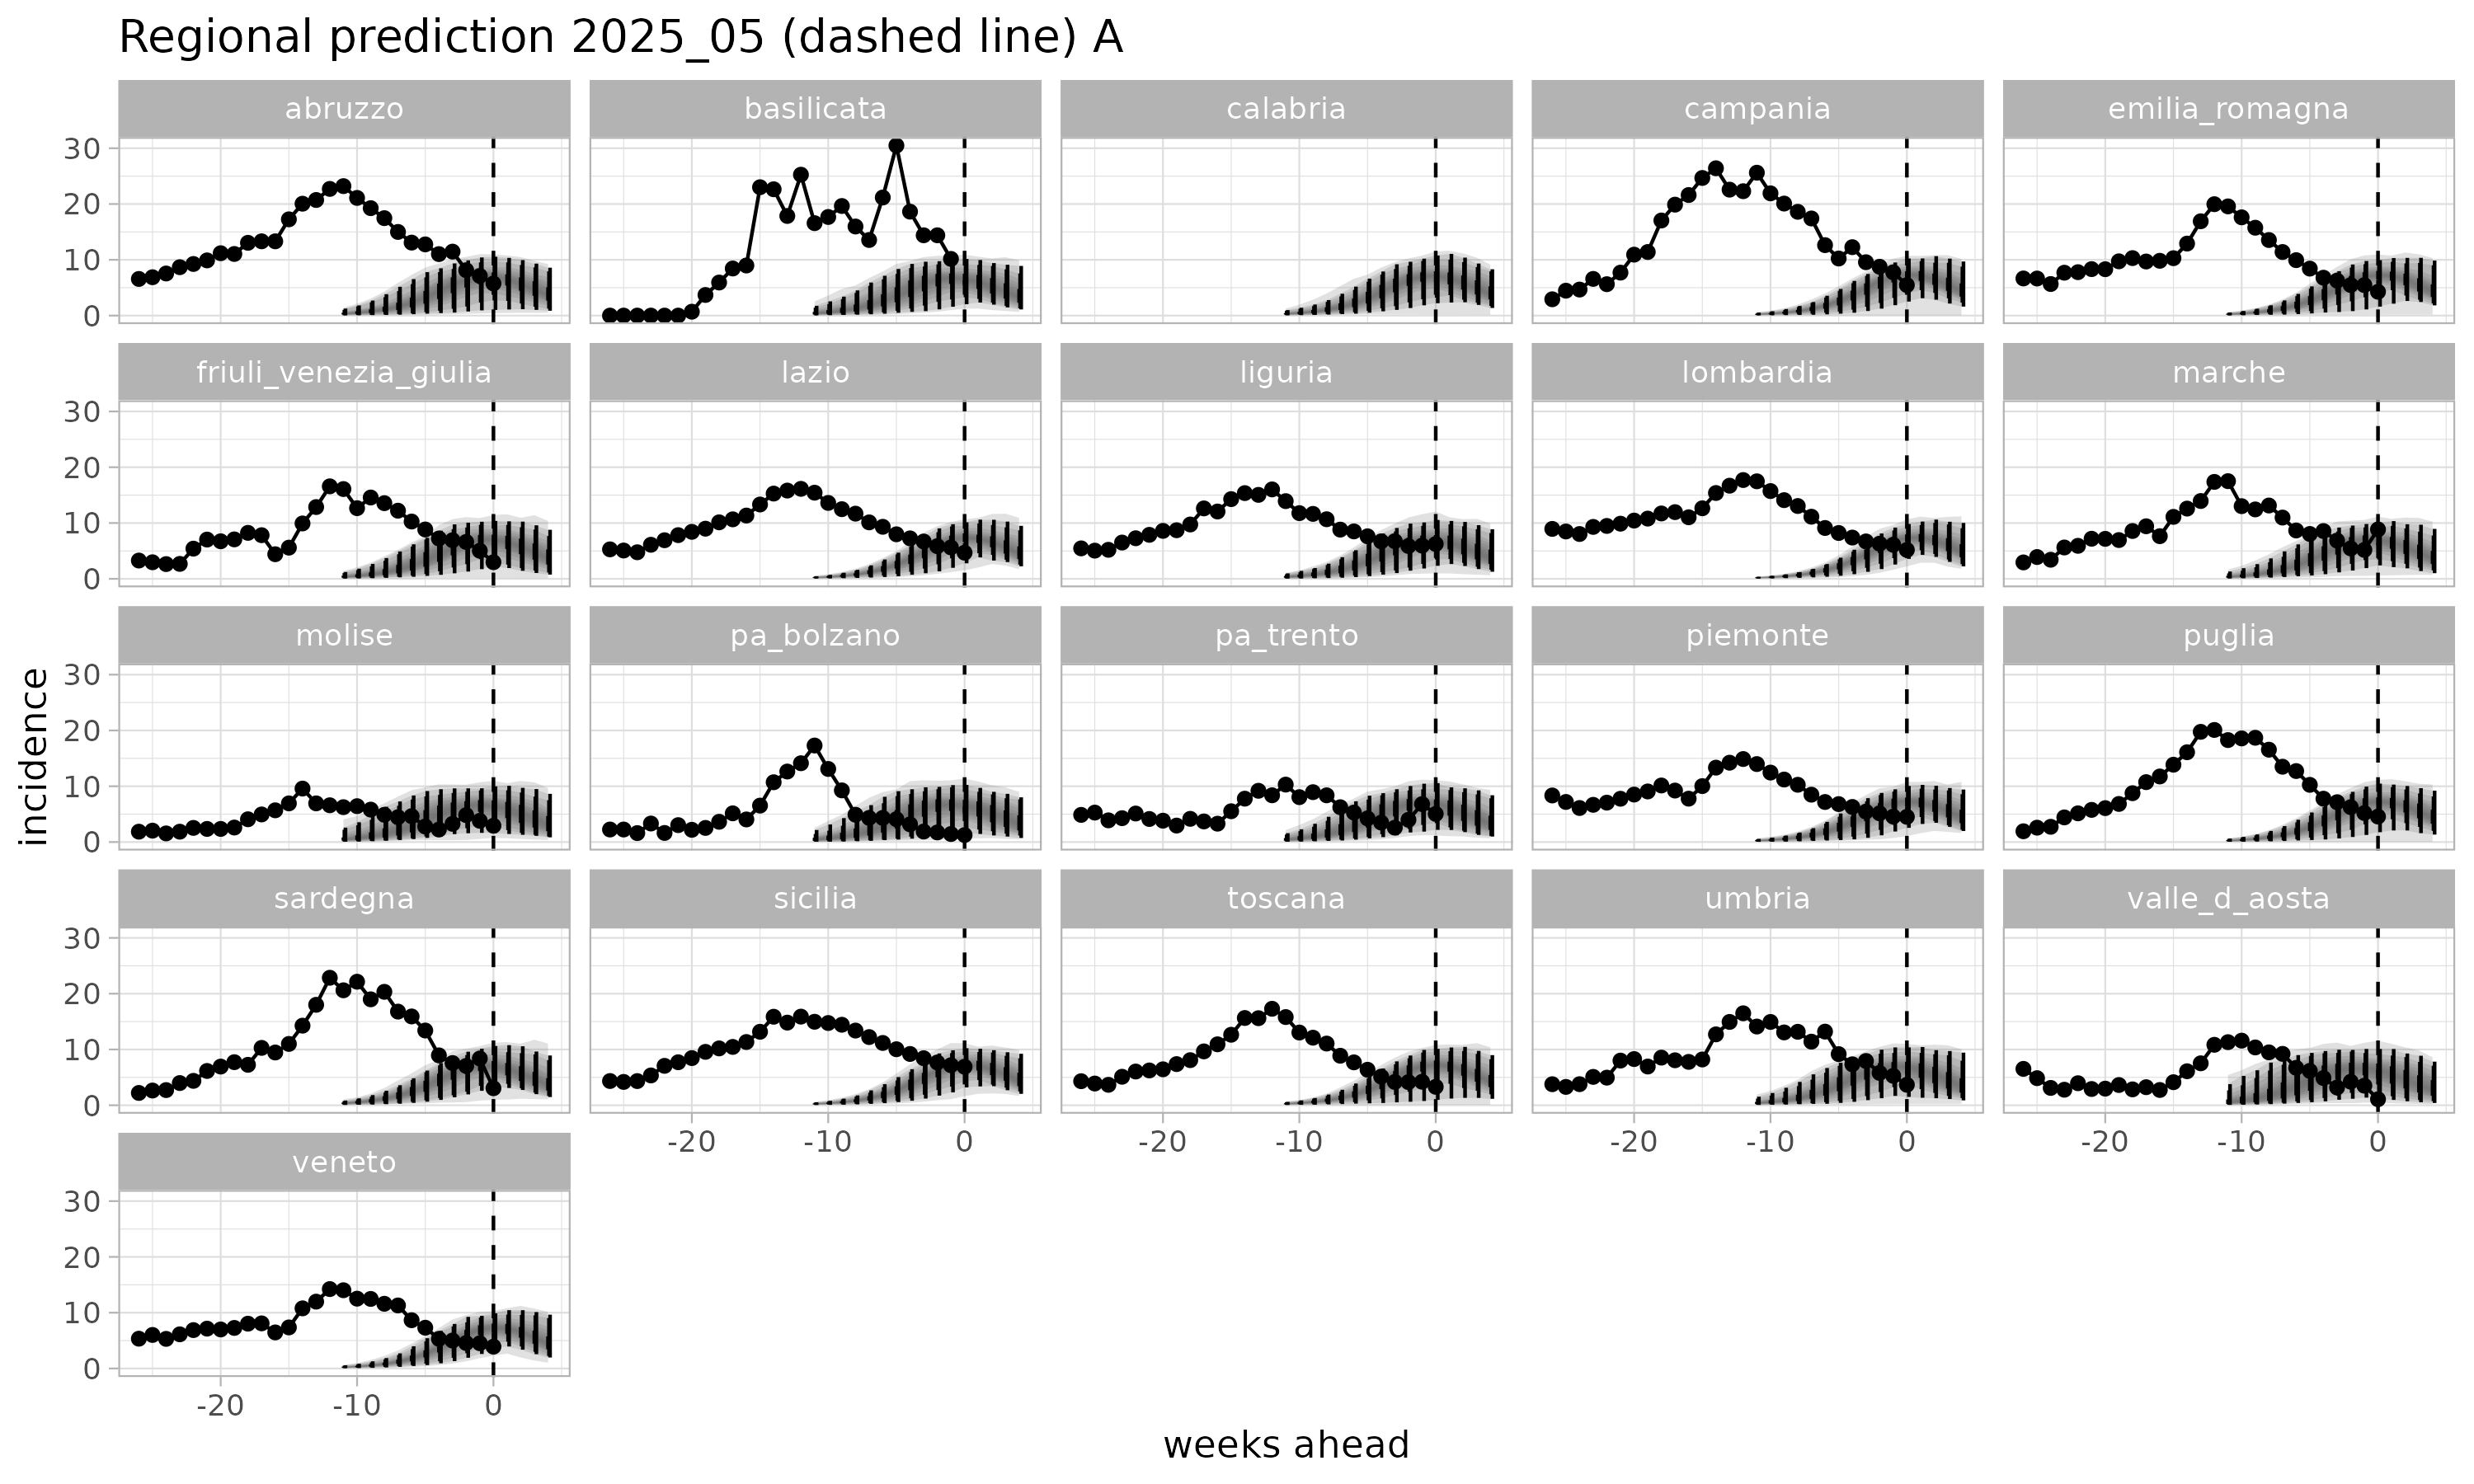 Regional prediction 2025_05 (dashed line) A
abruzzo basilicata calabria campania emilia_romagna
30
20
10
0
friuli_venezia_giulia lazio liguria lombardia marche
30
20
10
0
molise pa_bolzano pa_trento piemonte puglia
30
20
10
0
incidence
sardegna sicilia toscana umbria valle_d_aosta
30
20
10
0
-20 -10 0 -20 -10 0 -20 -10 0 -20 -10 0
veneto
30
20
10
0
-20 -10 0
weeks ahead